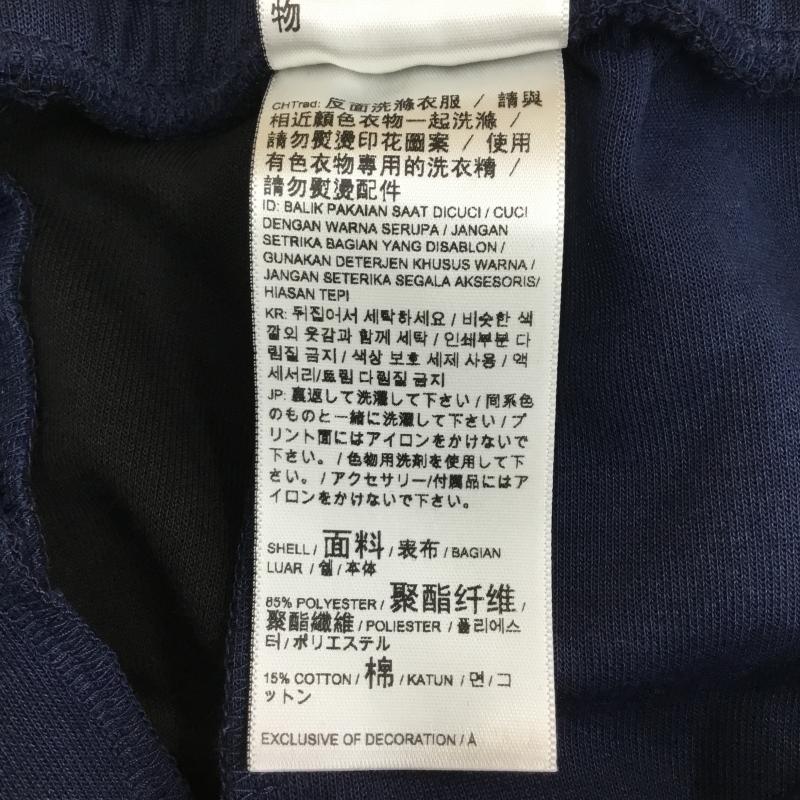 物
CHTrad: 反面洗滌衣服 / 請與
相近顏色衣物一起洗滌 /
請勿熨燙印花圖案 / 使用
有色衣物專用的洗衣精 /
請勿熨燙配件
ID: BALIK PAKAIAN SAAT DICUCI / CUCI
DENGAN WARNA SERUPA / JANGAN
SETRIKA BAGIAN YANG DISABLON /
GUNAKAN DETERJEN KHUSUS WARNA /
JANGAN SETERIKA SEGALA AKSESORIS/
HIASAN TEPI
KR: 뒤집어서 세탁하세요 / 비슷한 색
깔의 옷감과 함께 세탁 / 인쇄부분 다
림질 금지 / 색상 보호 세제 사용 / 액
세서리/트림 다림질 금지
JP: 裏返して洗濯して下さい / 同系色
のものと一緒に洗濯して下さい / プ
リント面にはアイロンをかけないで
下さい。 / 色物用洗剤を使用して下
さい。 / アクセサリー/付属品にはア
イロンをかけないで下さい。
SHELL / 面料 / 表布 / BAGIAN
LUAR / 쉘 / 本体
85% POLYESTER / 聚酯纤维 /
聚酯纖維 / POLIESTER / 폴리에스
터 / ポリエステル
15% COTTON / 棉 / KATUN / 면 / コ
ットン
EXCLUSIVE OF DECORATION / À